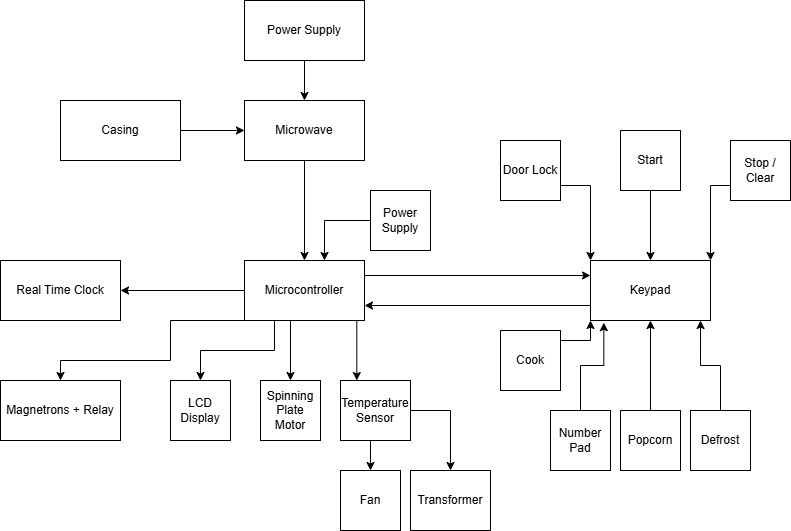 Power Supply
Casing
Microwave
Door Lock
Start
Stop /
Clear
Power
Supply
Real Time Clock
Microcontroller
Keypad
Cook
Magnetrons + Relay
LCD
Display
Spinning
Plate
Motor
Temperature
Sensor
Number
Pad
Popcorn
Defrost
Fan
Transformer